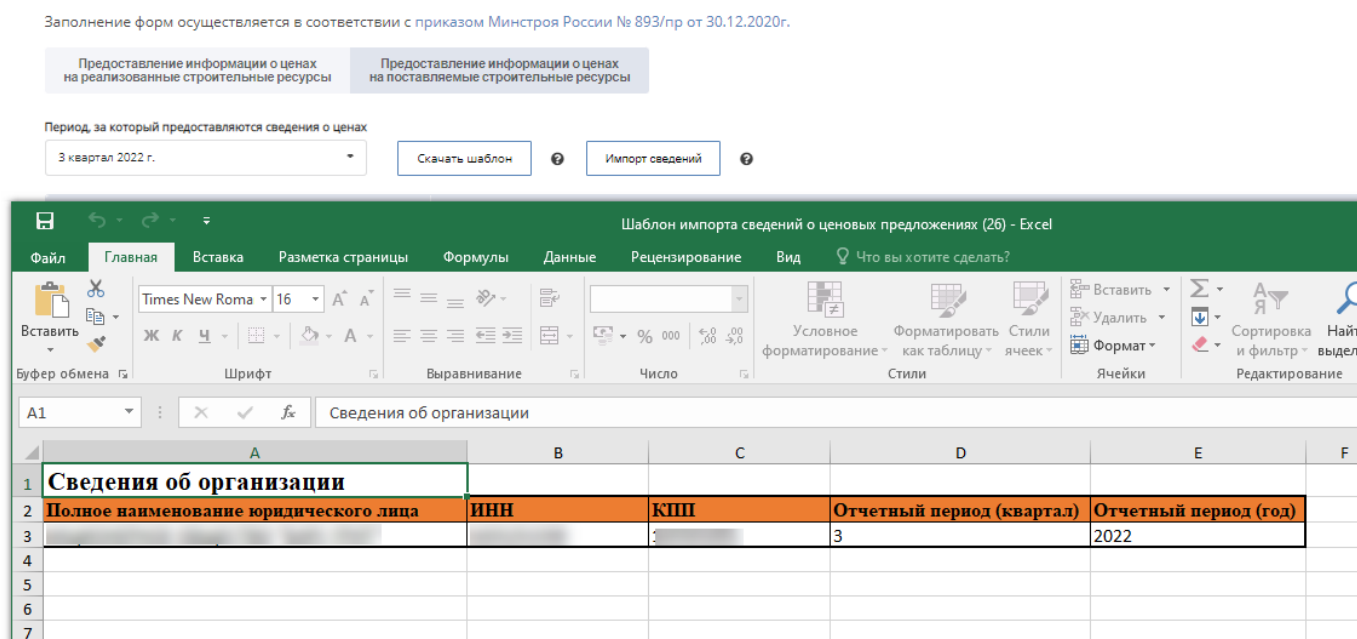 Заполнение форм осуществляется в соответствии с приказом Минстроя России № 893/пр от 30.12.2020г.
Предоставление информации о ценах
на реализованные строительные ресурсы
Предоставление информации о ценах
на поставляемые строительные ресурсы
Период, за который предоставляются сведения о ценах
3 квартал 2022 г.
Скачать шаблон
?
Импорт сведений
?
Шаблон импорта сведений о ценовых предложениях (26) - Excel
Файл Главная Вставка Разметка страницы Формулы Данные Рецензирование Вид Что вы хотите сделать?
Вставить
Times New Roma 16
Ж К Ч
% 000
Условное
форматирование
Форматировать
как таблицу
Стили
ячеек
Вставить
Удалить
Формат
Сортировка
и фильтр
Буфер обмена Шрифт Выравнивание Число Стили Ячейки Редактирование
A1 fx Сведения об организации
A B C D E F
1 Сведения об организации
2 Полное наименование юридического лица ИНН КПП Отчетный период (квартал) Отчетный период (год)
3 3 2022
4
5
6
7